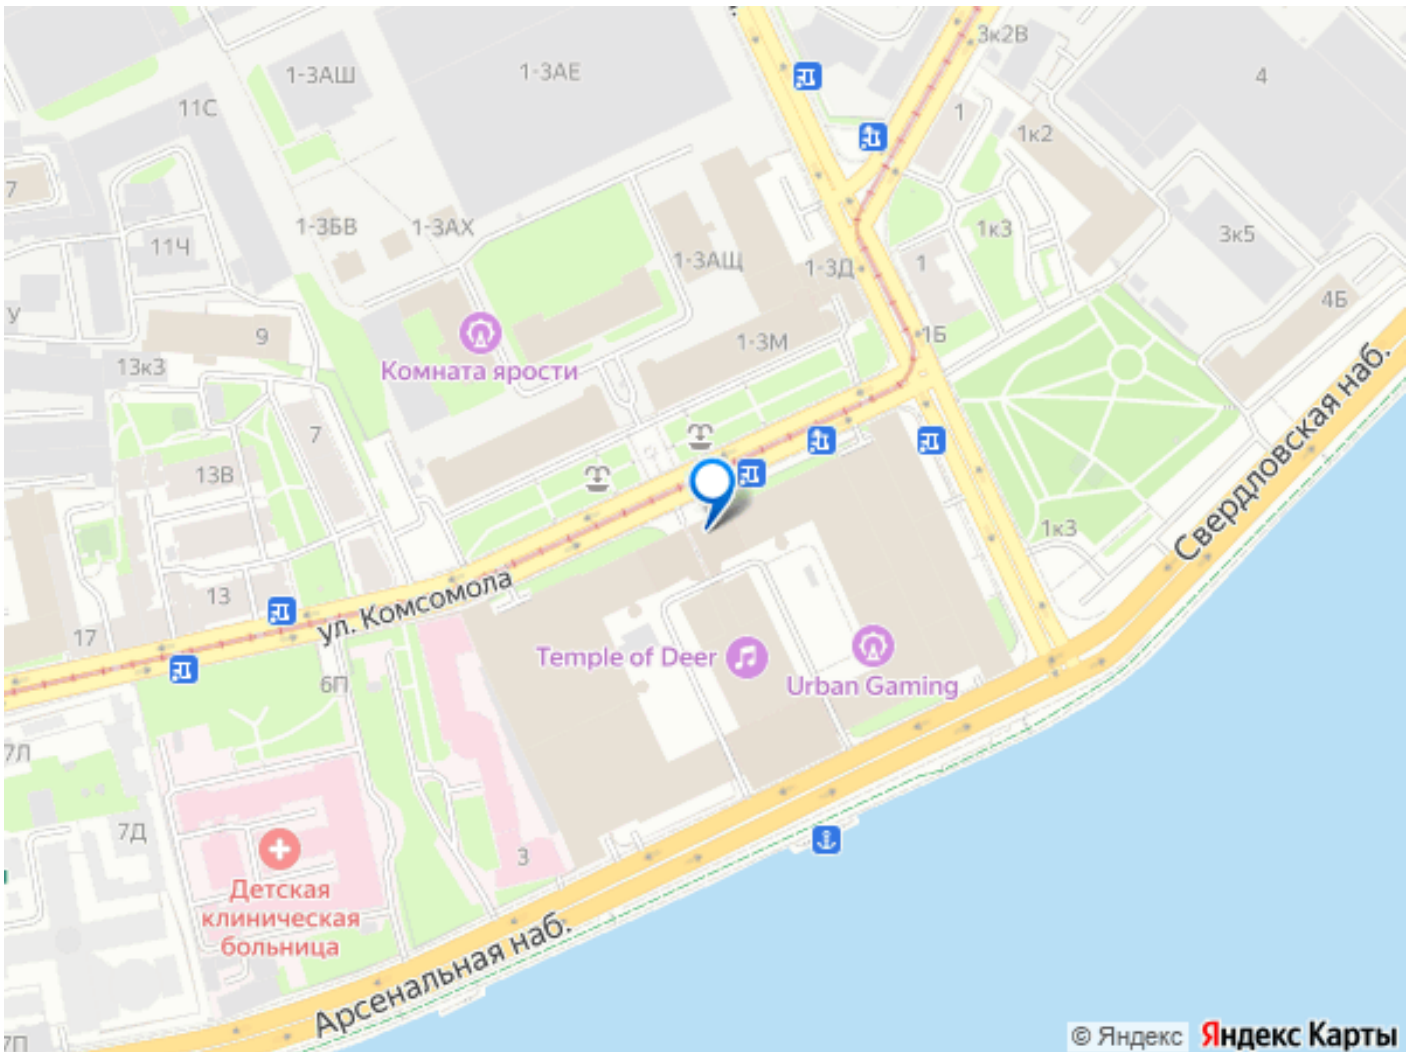 3к2В
1-3АШ
1-3АЕ
4
11С
1
1к2
7
1-3БВ
1-3АХ
1к3
3к5
11Ч
1-3АЩ
1-3Д
1
4Б
У
9
1Б
1-3М
13к3
Комната ярости
Свердловская наб.
7
13В
1к3
ул. Комсомола
13
17
Temple of Deer
6П
Urban Gaming
7Л
7Д
3
Детская
клиническая
больница
Арсенальная наб.
7П
© Яндекс Яндекс Карты